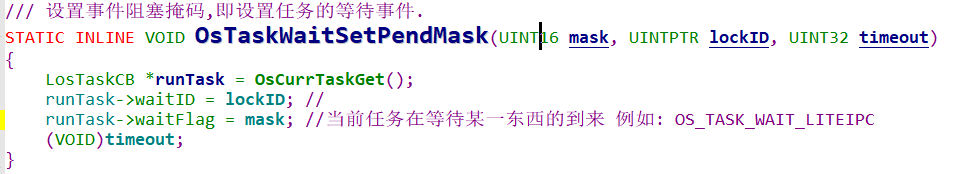 /// 设置事件阻塞掩码,即设置任务的等待事件.
STATIC INLINE VOID OsTaskWaitSetPendMask(UINT16 mask, UINTPTR lockID, UINT32 timeout)
{
    LosTaskCB *runTask = OsCurrTaskGet();
    runTask->waitID = lockID; //
    runTask->waitFlag = mask; //当前任务在等待某一东西的到来 例如: OS_TASK_WAIT_LITEIPC
    (VOID)timeout;
}